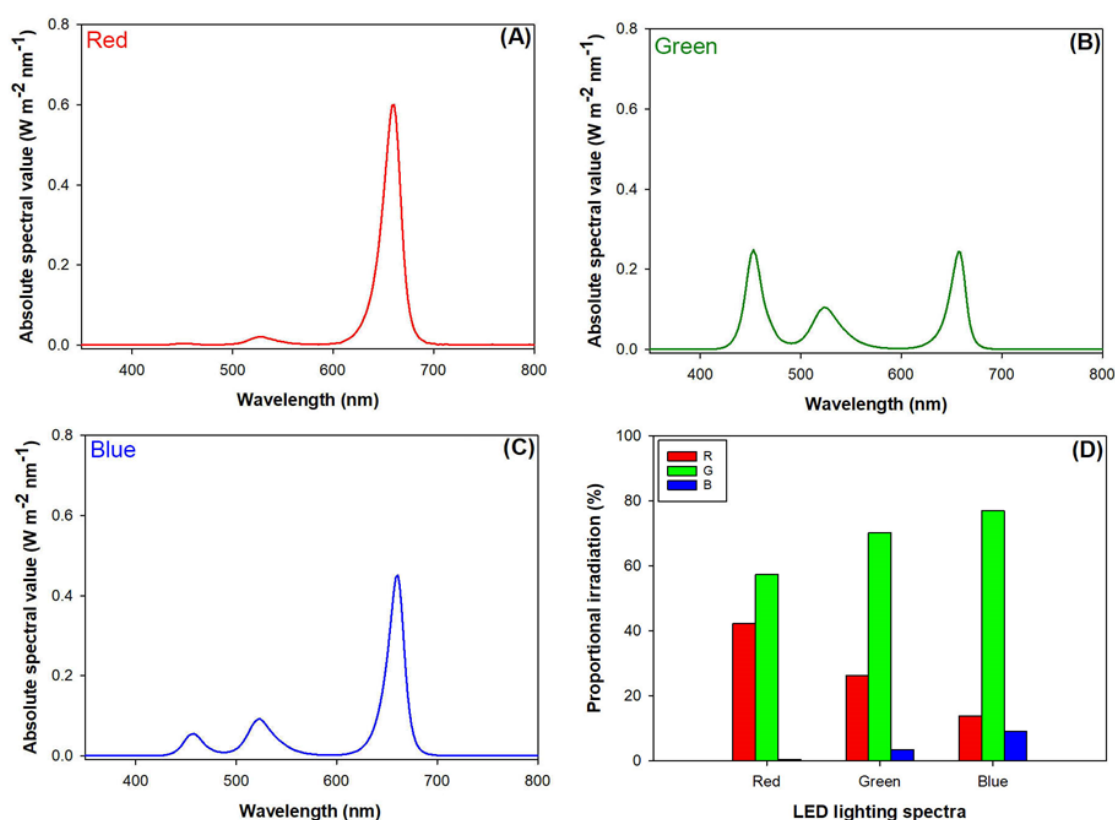 Red
(A)
Absolute spectral value (W m-2 nm-1)
0.8
0.6
0.4
0.2
0.0
400 500 600 700 800
Wavelength (nm)
Green
(B)
Absolute spectral value (W m-2 nm-1)
0.8
0.6
0.4
0.2
0.0
400 500 600 700 800
Wavelength (nm)
Blue
(C)
Absolute spectral value (W m-2 nm-1)
0.8
0.6
0.4
0.2
0.0
400 500 600 700 800
Wavelength (nm)
R
G
B
(D)
Proportional irradiation (%)
100
80
60
40
20
0
Red Green Blue
LED lighting spectra